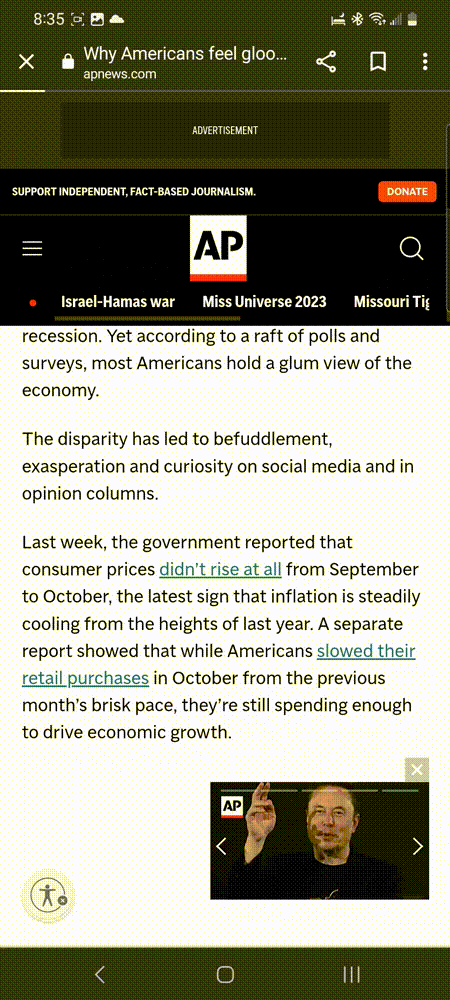 8:35
Why Americans feel gloo...
apnews.com
ADVERTISEMENT
SUPPORT INDEPENDENT, FACT-BASED JOURNALISM.
DONATE
AP
Israel-Hamas war
Miss Universe 2023
Missouri Tig
recession. Yet according to a raft of polls and
surveys, most Americans hold a glum view of the
economy.
The disparity has led to befuddlement,
exasperation and curiosity on social media and in
opinion columns.
Last week, the government reported that
consumer prices didn't rise at all from September
to October, the latest sign that inflation is steadily
cooling from the heights of last year. A separate
report showed that while Americans slowed their
retail purchases in October from the previous
month's brisk pace, they're still spending enough
to drive economic growth.
AP